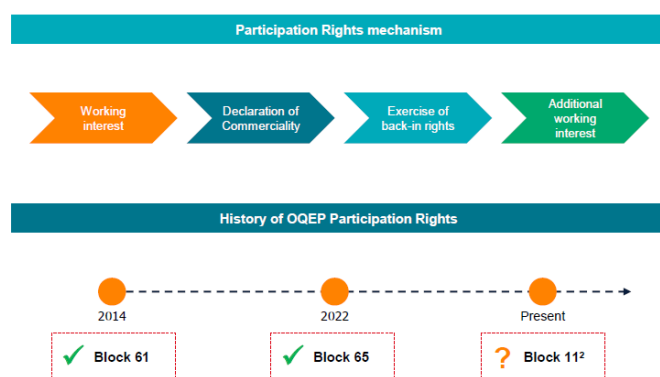 Participation Rights mechanism
Working
interest
Declaration of
Commerciality
Exercise of
back-in rights
Additional
working
interest
History of OQEP Participation Rights
2014
2022
Present
✓ Block 61
✓ Block 65
? Block 11²